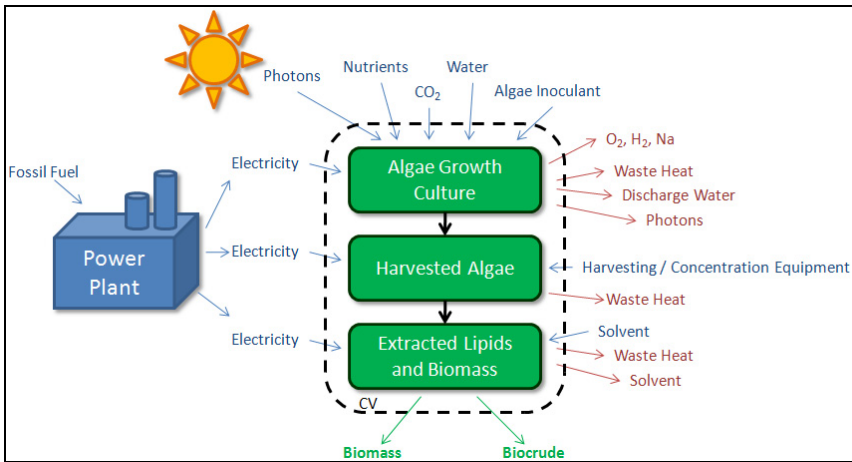 Photons
Nutrients
CO₂
Water
Algae Inoculant
Fossil Fuel
Power
Plant
Electricity
Electricity
Electricity
Algae Growth
Culture
Harvested Algae
Extracted Lipids
and Biomass
CV
O₂, H₂, Na
Waste Heat
Discharge Water
Photons
Harvesting / Concentration Equipment
Waste Heat
Solvent
Waste Heat
Solvent
Biomass
Biocrude